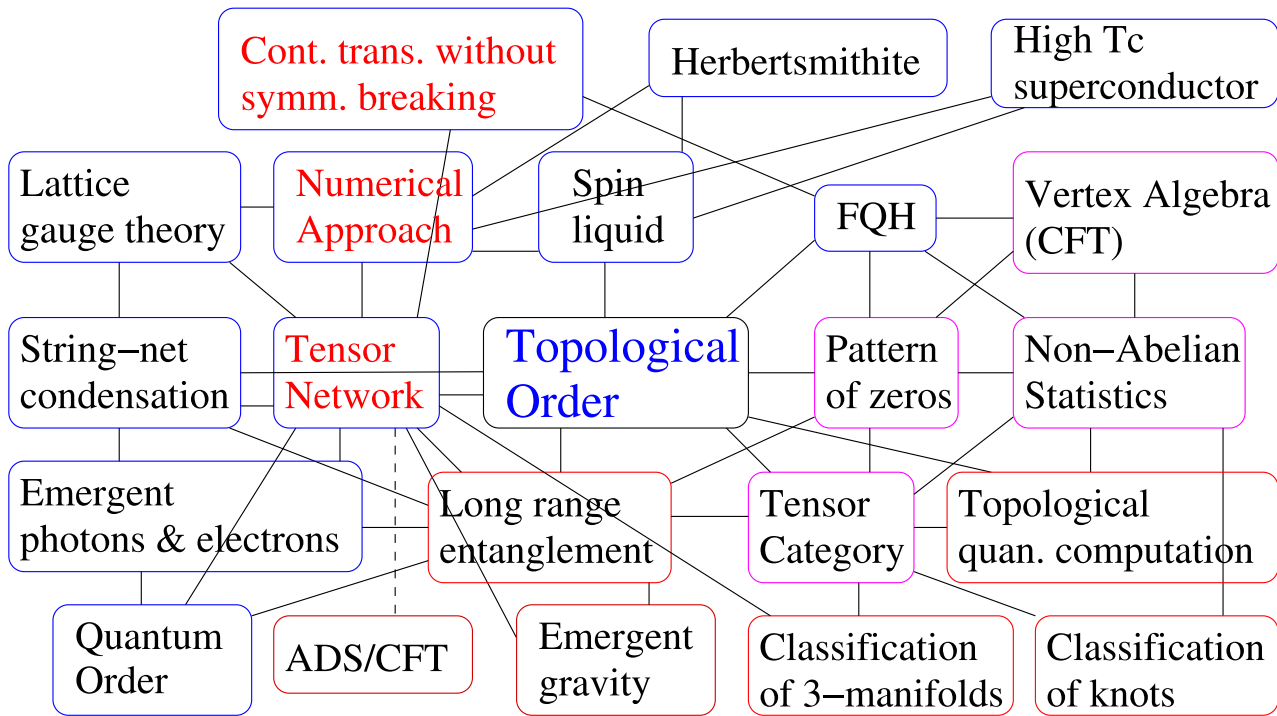 Cont. trans. without
symm. breaking
Herbertsmithite
High Tc
superconductor
Lattice
gauge theory
Numerical
Approach
Spin
liquid
FQH
Vertex Algebra
(CFT)
String−net
condensation
Tensor
Network
Topological
Order
Pattern
of zeros
Non−Abelian
Statistics
Emergent
photons & electrons
Long range
entanglement
Tensor
Category
Topological
quan. computation
Quantum
Order
ADS/CFT
Emergent
gravity
Classification
of 3−manifolds
Classification
of knots